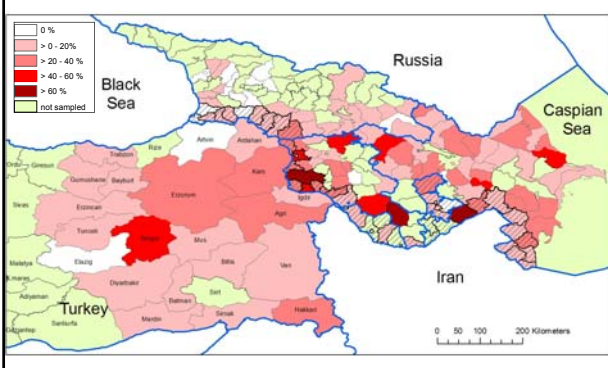 0 %
> 0 - 20%
> 20 - 40 %
> 40 - 60 %
> 60 %
not sampled
Russia
Black
Sea
Caspian
Sea
Artvin
Ardahan
Rize
Trabzon
Ordu
Giresun
Gumushane
Bayburt
Kars
Erzurum
Igdir
Sivas
Erzincan
Agri
Tunceli
Bingol
Mus
Elazig
Malatya
Bitlis
Van
Iran
K.maras
Diyarbakir
Siirt
Adiyaman
Batman
Turkey
Mardin
Sirnak
Hakkari
Gaziantep
Sanliurfa
0 50 100 200 Kilometers